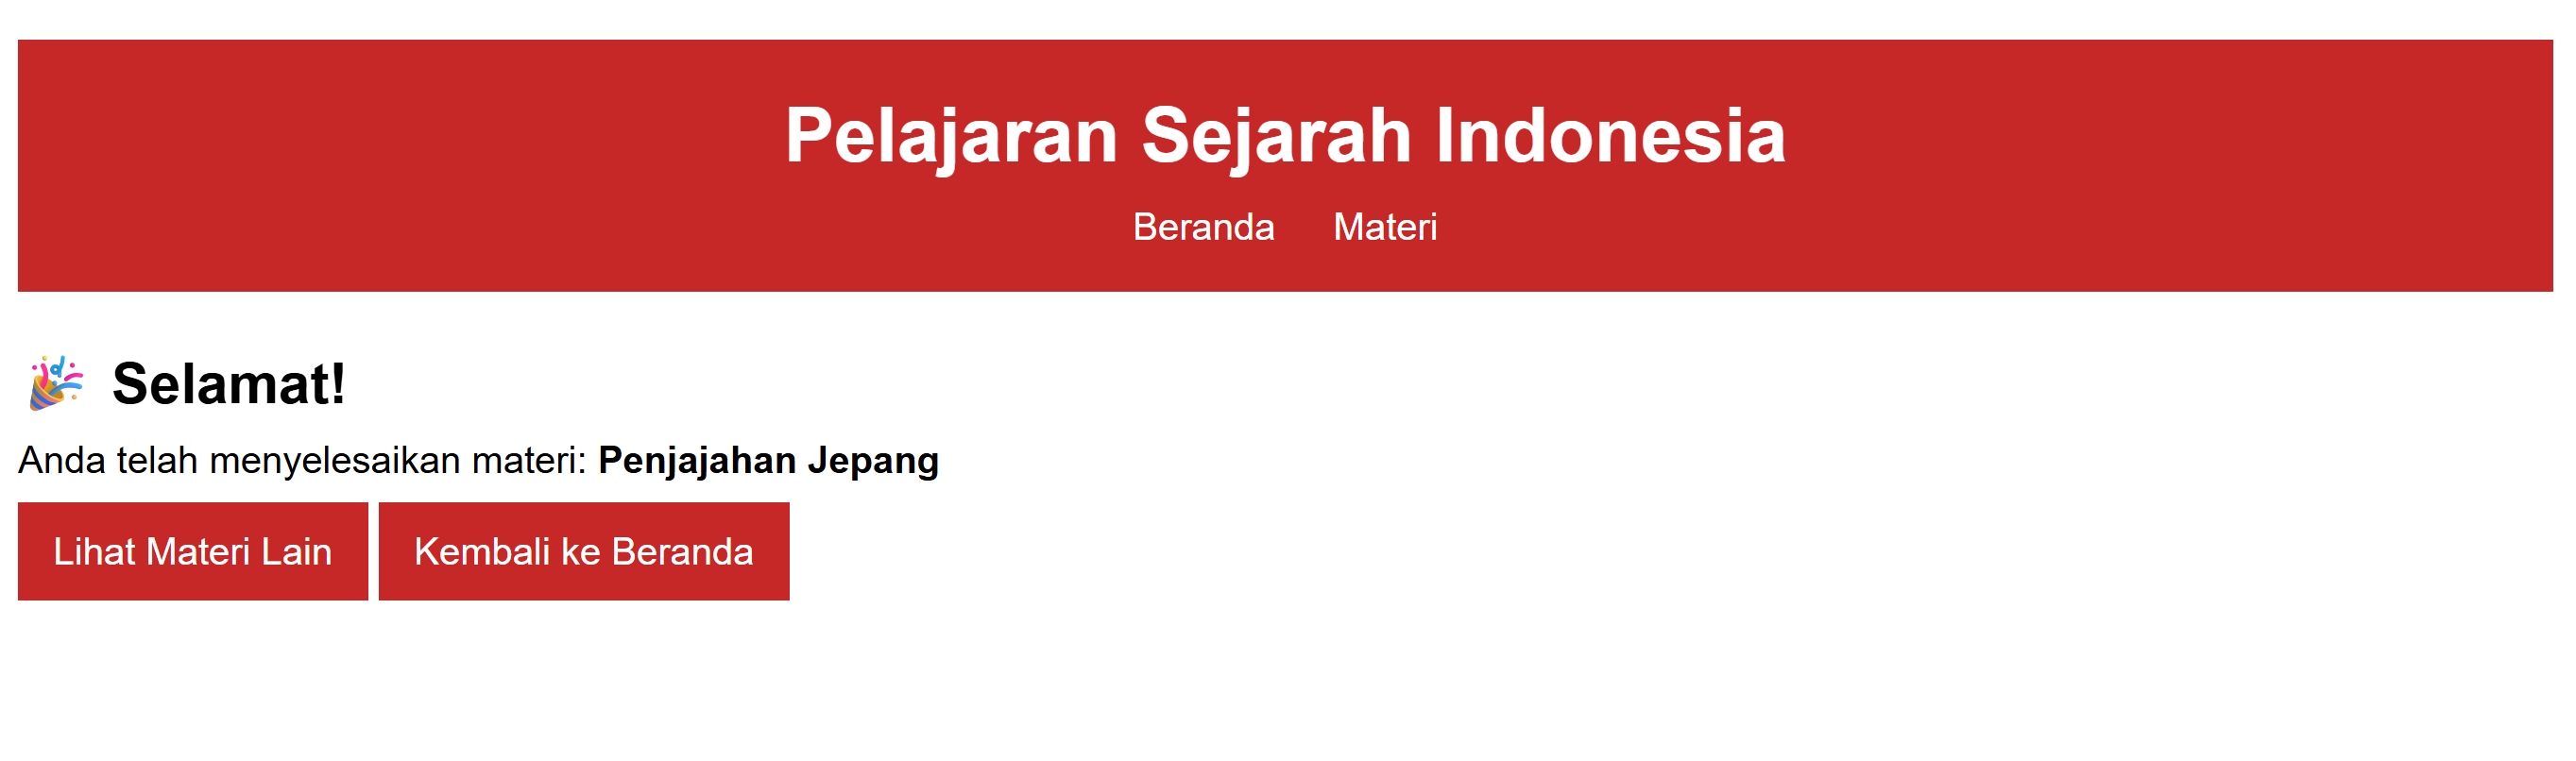 Pelajaran Sejarah Indonesia
Beranda Materi
🎉 Selamat!
Anda telah menyelesaikan materi: Penjajahan Jepang
Lihat Materi Lain Kembali ke Beranda